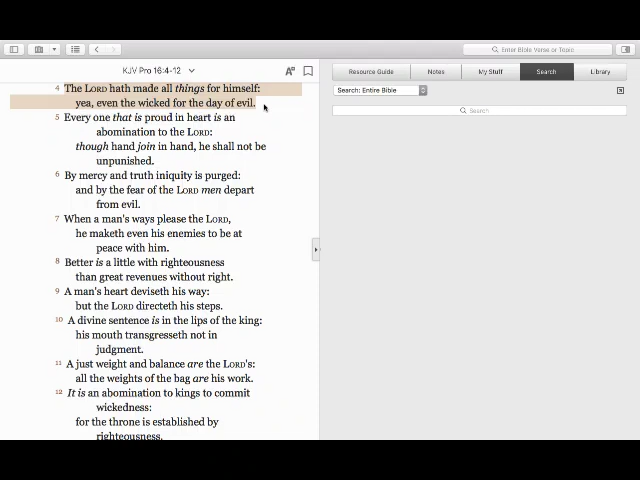 Enter Bible Verse or Topic
KJV Pro 16:4-12
Resource Guide
Notes
My Stuff
Search
Library
Search: Entire Bible
Search
4 The LORD hath made all things for himself:
yea, even the wicked for the day of evil.
5 Every one that is proud in heart is an
abomination to the LORD:
though hand join in hand, he shall not be
unpunished.
6 By mercy and truth iniquity is purged:
and by the fear of the LORD men depart
from evil.
7 When a man's ways please the LORD,
he maketh even his enemies to be at
peace with him.
8 Better is a little with righteousness
than great revenues without right.
9 A man's heart deviseth his way:
but the LORD directeth his steps.
10 A divine sentence is in the lips of the king:
his mouth transgresseth not in
judgment.
11 A just weight and balance are the LORD's:
all the weights of the bag are his work.
12 It is an abomination to kings to commit
wickedness:
for the throne is established by
righteousness.